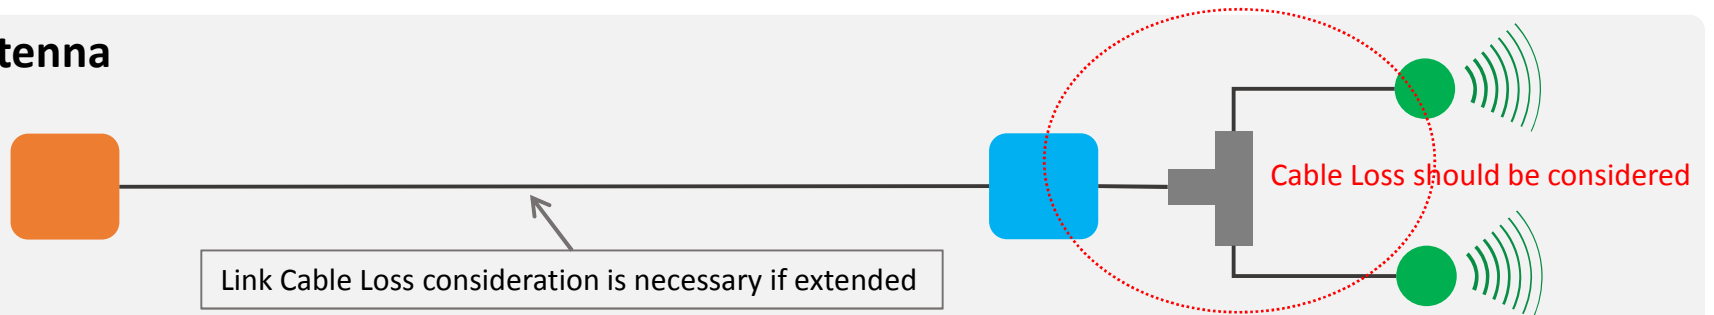 tenna
Cable Loss should be considered
Link Cable Loss consideration is necessary if extended